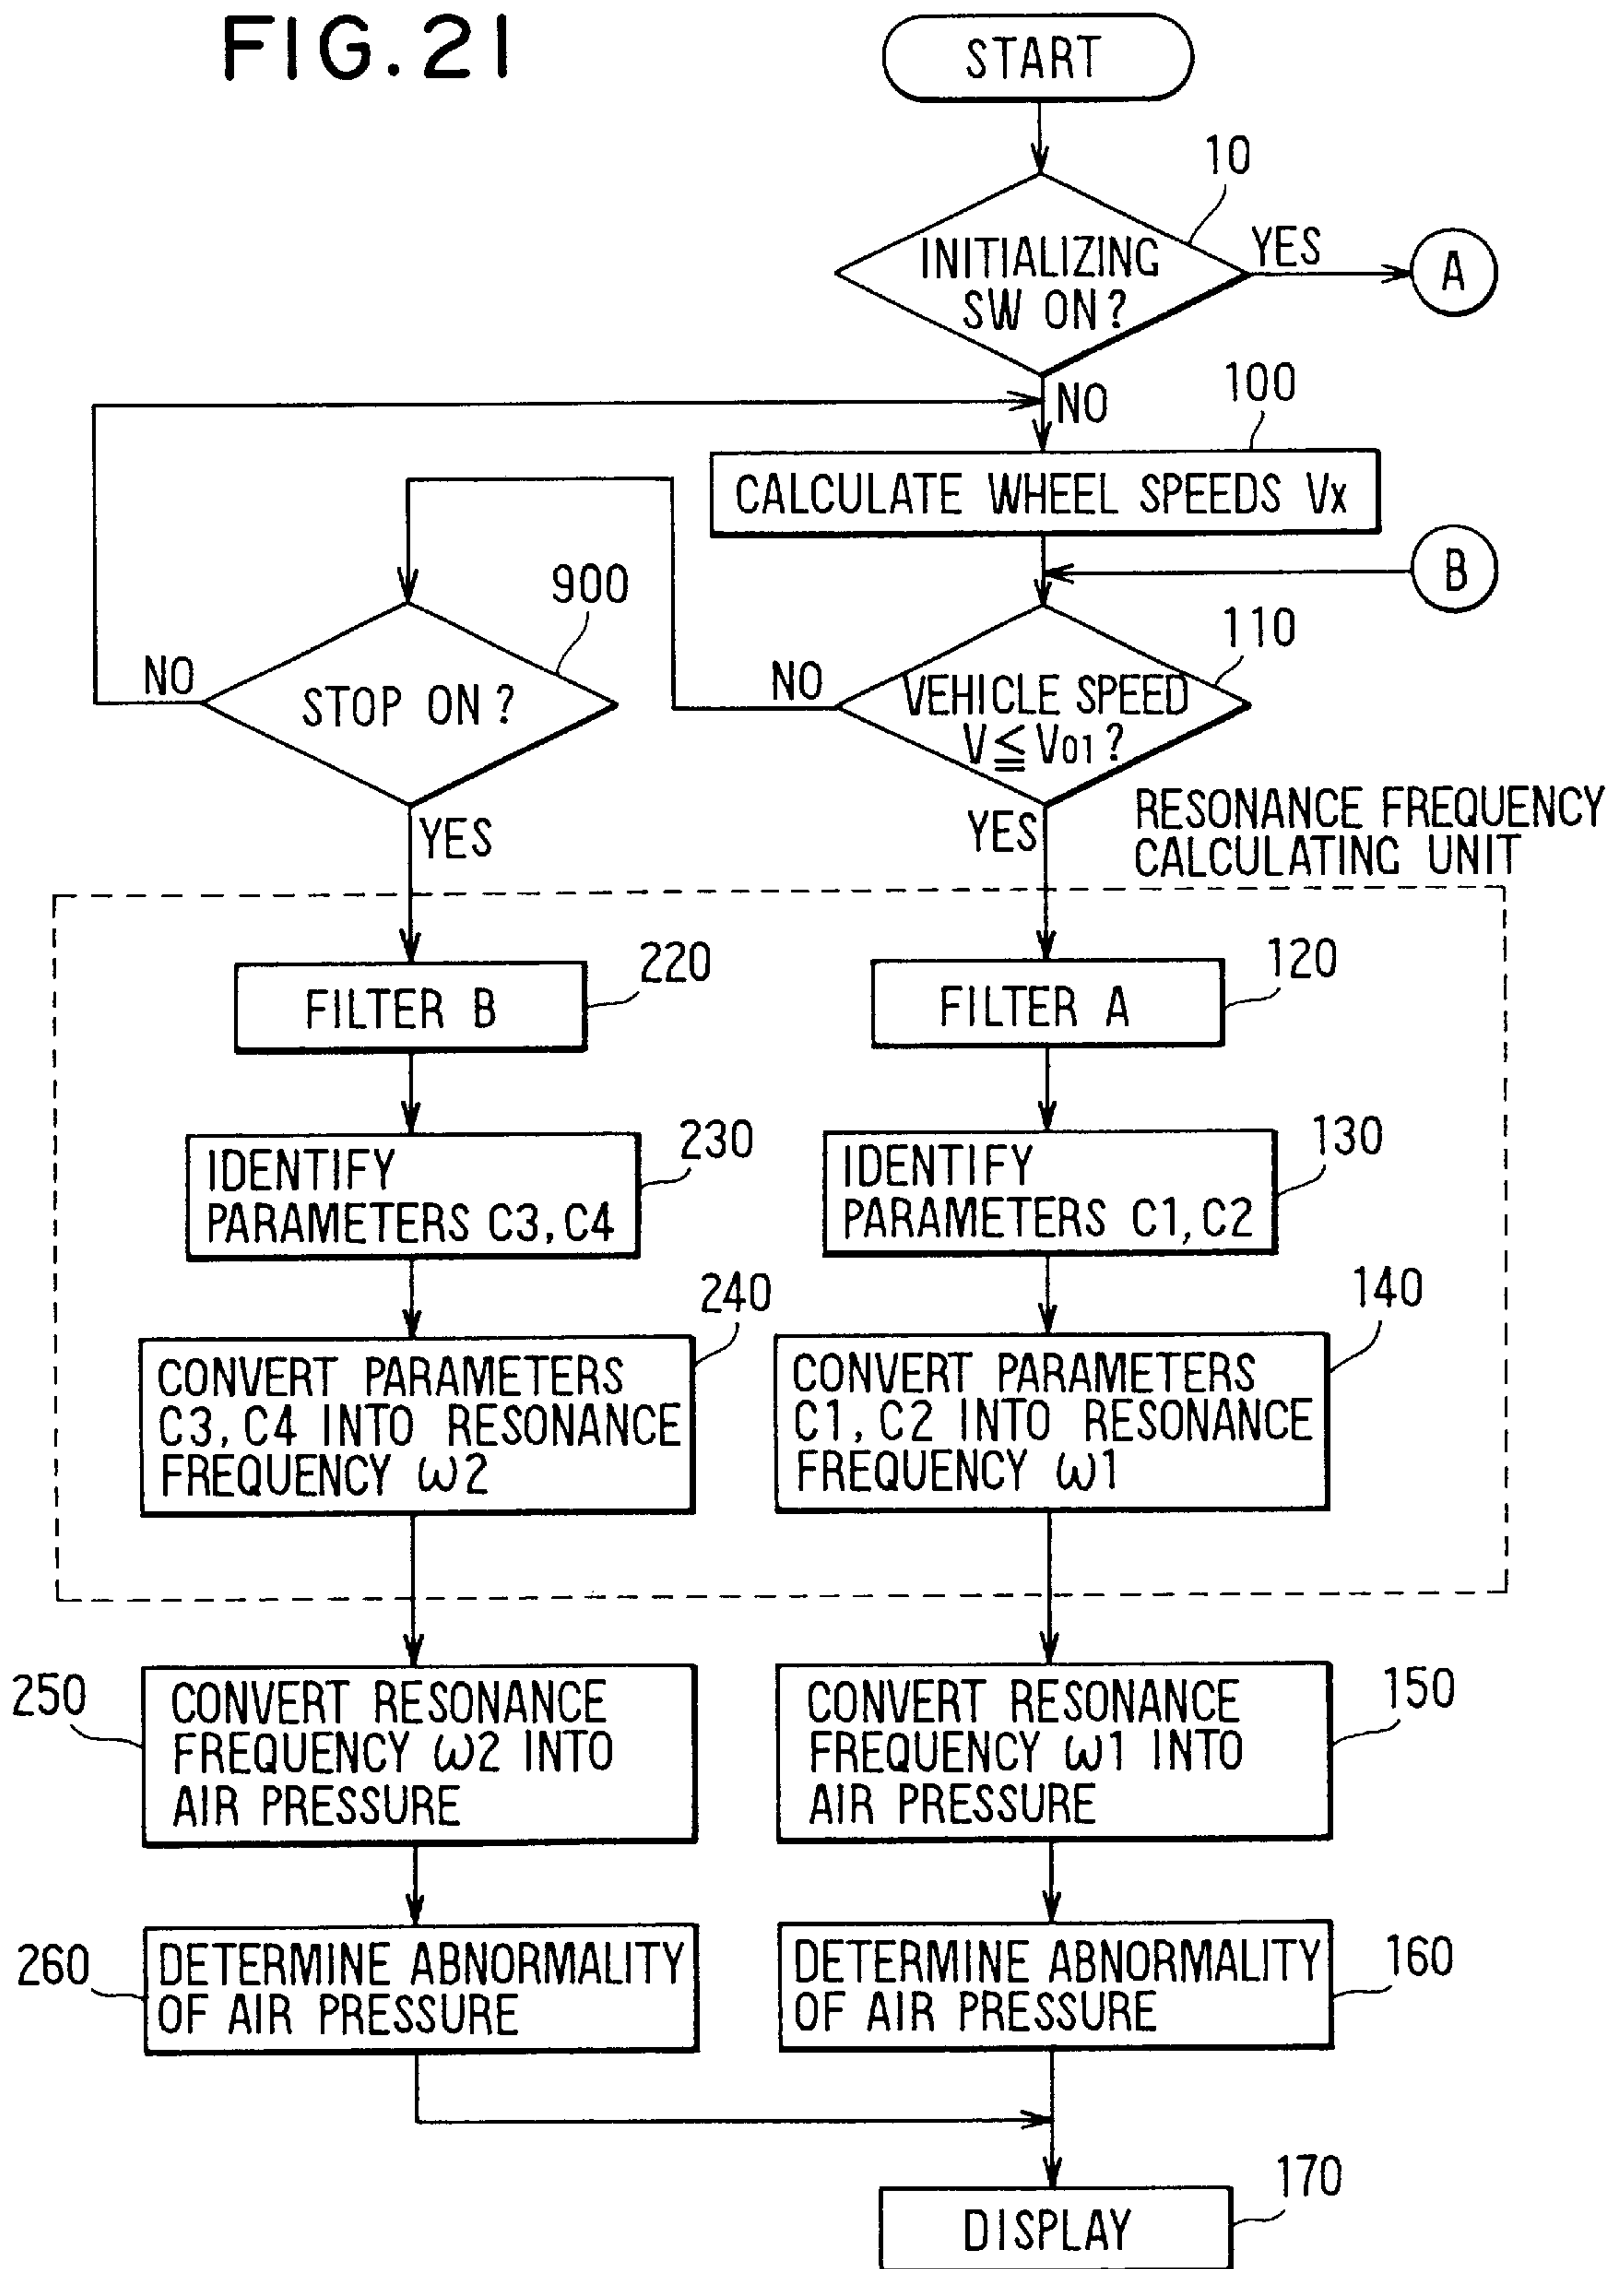 FIG.21
START
10
INITIALIZING
SW ON?
YES
A
NO
100
CALCULATE WHEEL SPEEDS Vx
B
900
STOP ON?
NO
YES
110
VEHICLE SPEED
V≦V01?
NO
YES
RESONANCE FREQUENCY
CALCULATING UNIT
220
FILTER B
120
FILTER A
230
IDENTIFY
PARAMETERS C3,C4
130
IDENTIFY
PARAMETERS C1,C2
240
CONVERT PARAMETERS
C3,C4 INTO RESONANCE
FREQUENCY ω2
140
CONVERT PARAMETERS
C1,C2 INTO RESONANCE
FREQUENCY ω1
250
CONVERT RESONANCE
FREQUENCY ω2 INTO
AIR PRESSURE
150
CONVERT RESONANCE
FREQUENCY ω1 INTO
AIR PRESSURE
260
DETERMINE ABNORMALITY
OF AIR PRESSURE
160
DETERMINE ABNORMALITY
OF AIR PRESSURE
170
DISPLAY